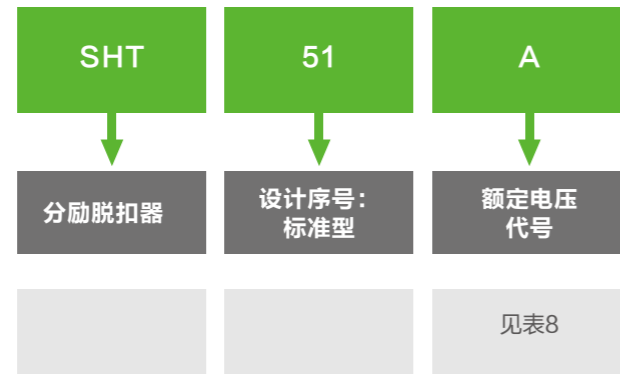 SHT 51 A
分励脱扣器
设计序号：
标准型
额定电压
代号
见表8